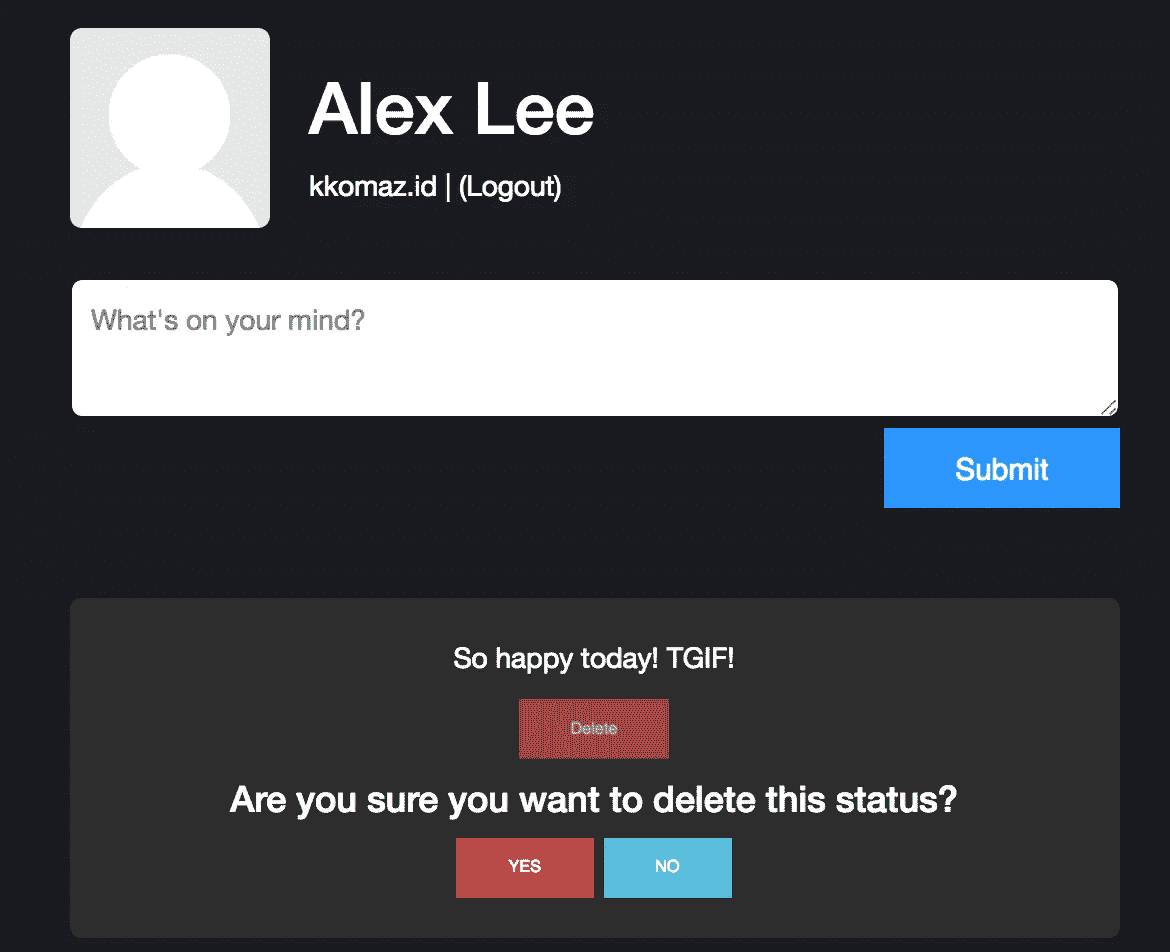 Alex Lee
kkomaz.id | (Logout)
What's on your mind?
Submit
So happy today! TGIF!
Delete
Are you sure you want to delete this status?
YES NO